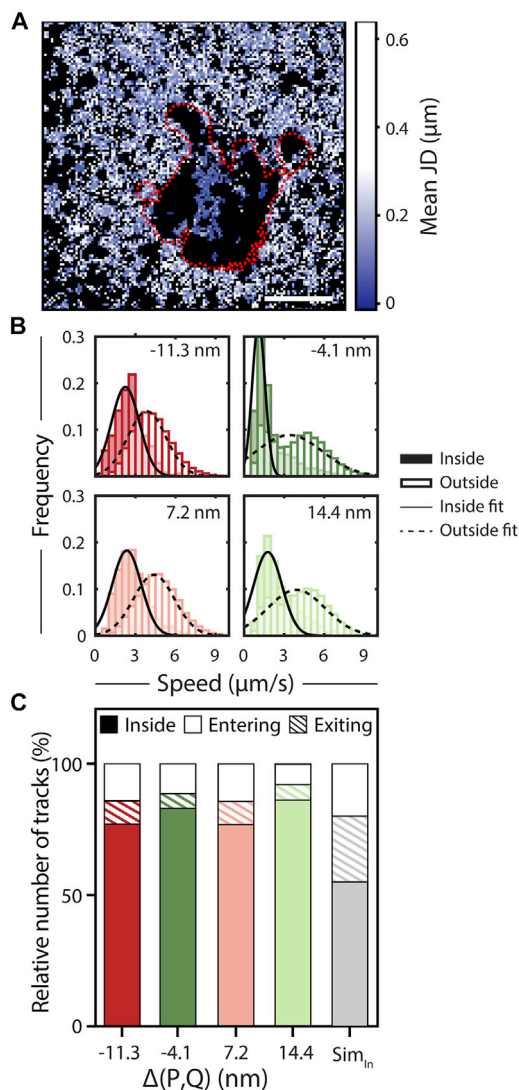 A
0.6
0.4
0.2
0
Mean JD (μm)
B
Frequency
0.3
0.2
0.1
-11.3 nm
-4.1 nm
0.3
0.2
0.1
0
7.2 nm
14.4 nm
0 3 6 9
0 3 6 9
Speed (μm/s)
Inside
Outside
Inside fit
Outside fit
C
Relative number of tracks (%)
100
50
0
Inside Entering Exiting
-11.3 -4.1 7.2 14.4 SimIn
Δ(P,Q) (nm)